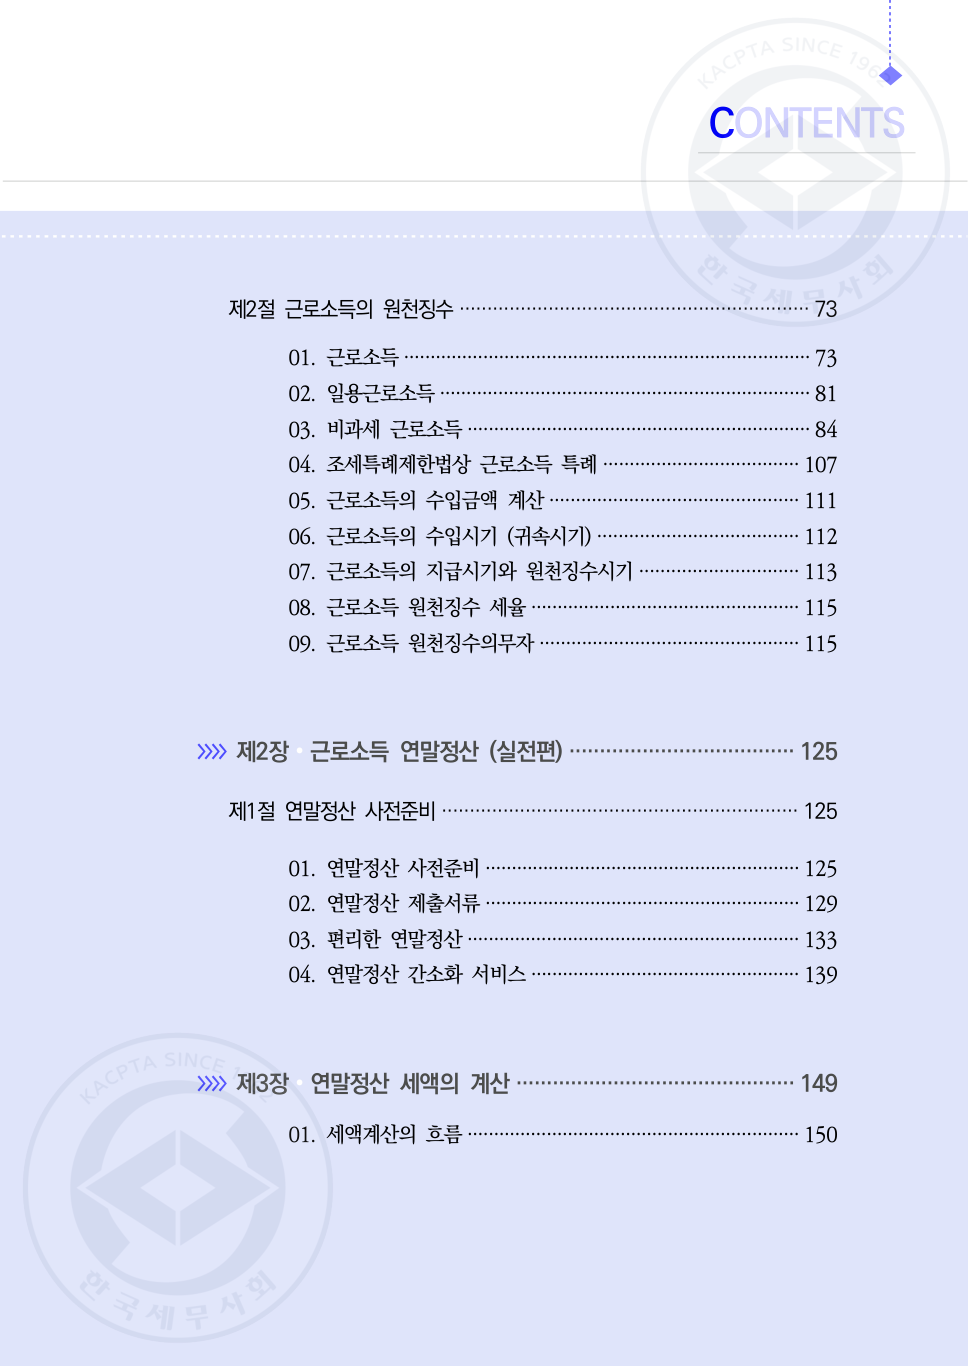 KACPTA SINCE 1962
CONTENTS
한국세무사회
제2절 근로소득의 원천징수 ········ 73
01. 근로소득 ········ 73
02. 일용근로소득 ········ 81
03. 비과세 근로소득 ········ 84
04. 조세특례제한법상 근로소득 특례 ········ 107
05. 근로소득의 수입금액 계산 ········ 111
06. 근로소득의 수입시기 (귀속시기) ········ 112
07. 근로소득의 지급시기와 원천징수시기 ········ 113
08. 근로소득 원천징수 세율 ········ 115
09. 근로소득 원천징수의무자 ········ 115
제2장 • 근로소득 연말정산 (실전편) ········ 125
제1절 연말정산 사전준비 ········ 125
01. 연말정산 사전준비 ········ 125
02. 연말정산 제출서류 ········ 129
03. 편리한 연말정산 ········ 133
04. 연말정산 간소화 서비스 ········ 139
KACPTA SINCE 1962
제3장 • 연말정산 세액의 계산 ········ 149
01. 세액계산의 흐름 ········ 150
한국세무사회